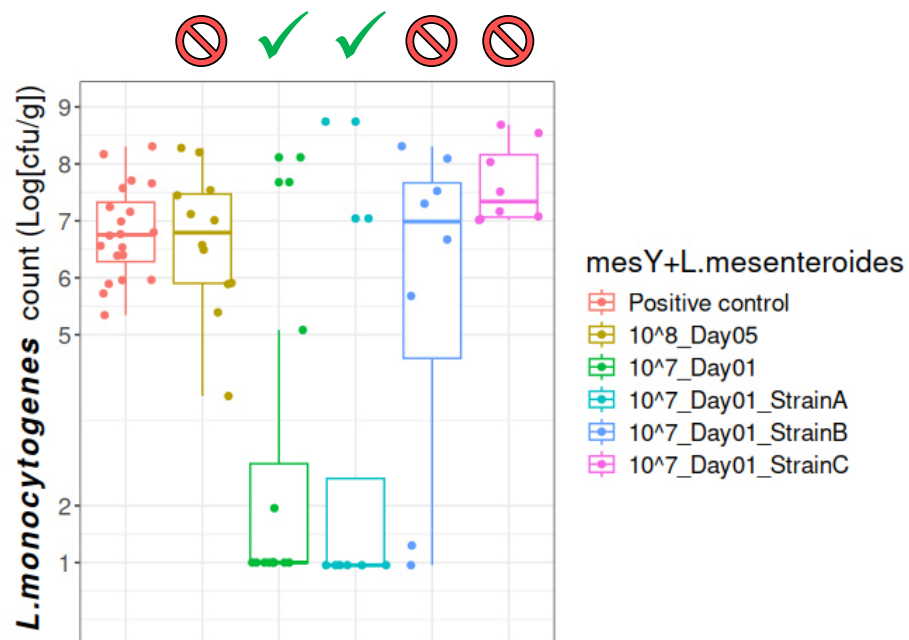 L.monocytogenes count (Log[cfu/g])
9
8
7
6
5
2
1
mesY+L.mesenteroides
Positive control
10^8_Day05
10^7_Day01
10^7_Day01_StrainA
10^7_Day01_StrainB
10^7_Day01_StrainC